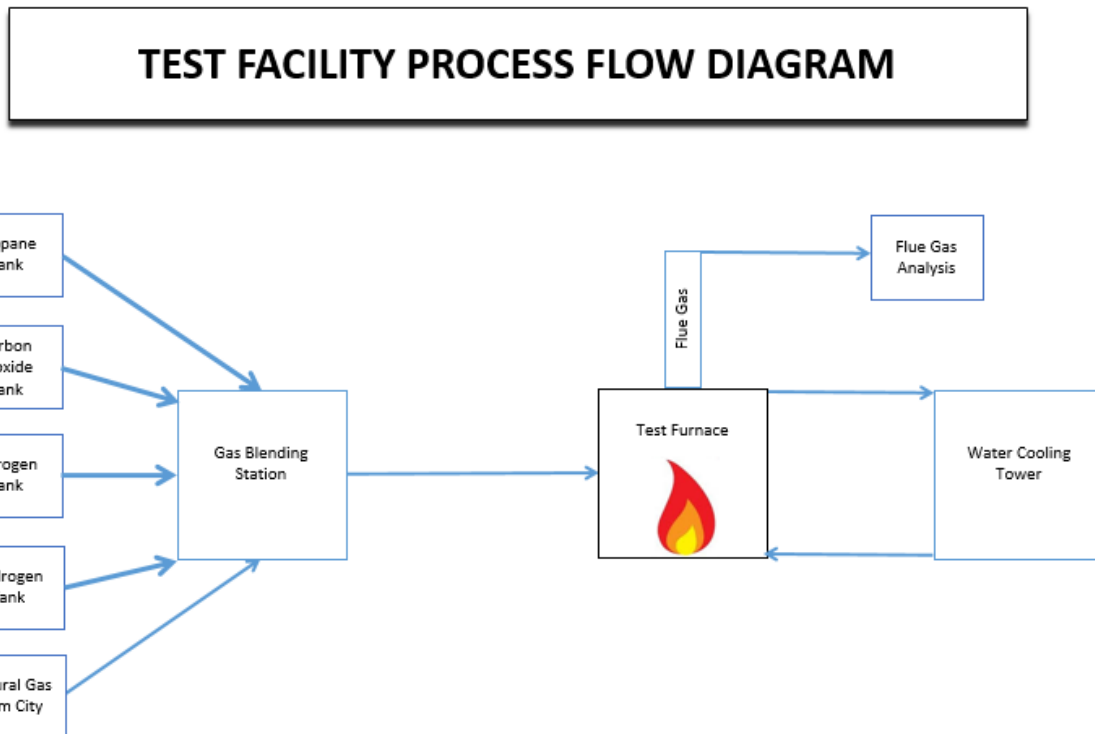 TEST FACILITY PROCESS FLOW DIAGRAM
pane
ank
rbon
oxide
ank
rogen
ank
drogen
ank
ral Gas
m City
Gas Blending
Station
Flue Gas
Test Furnace
Flue Gas
Analysis
Water Cooling
Tower